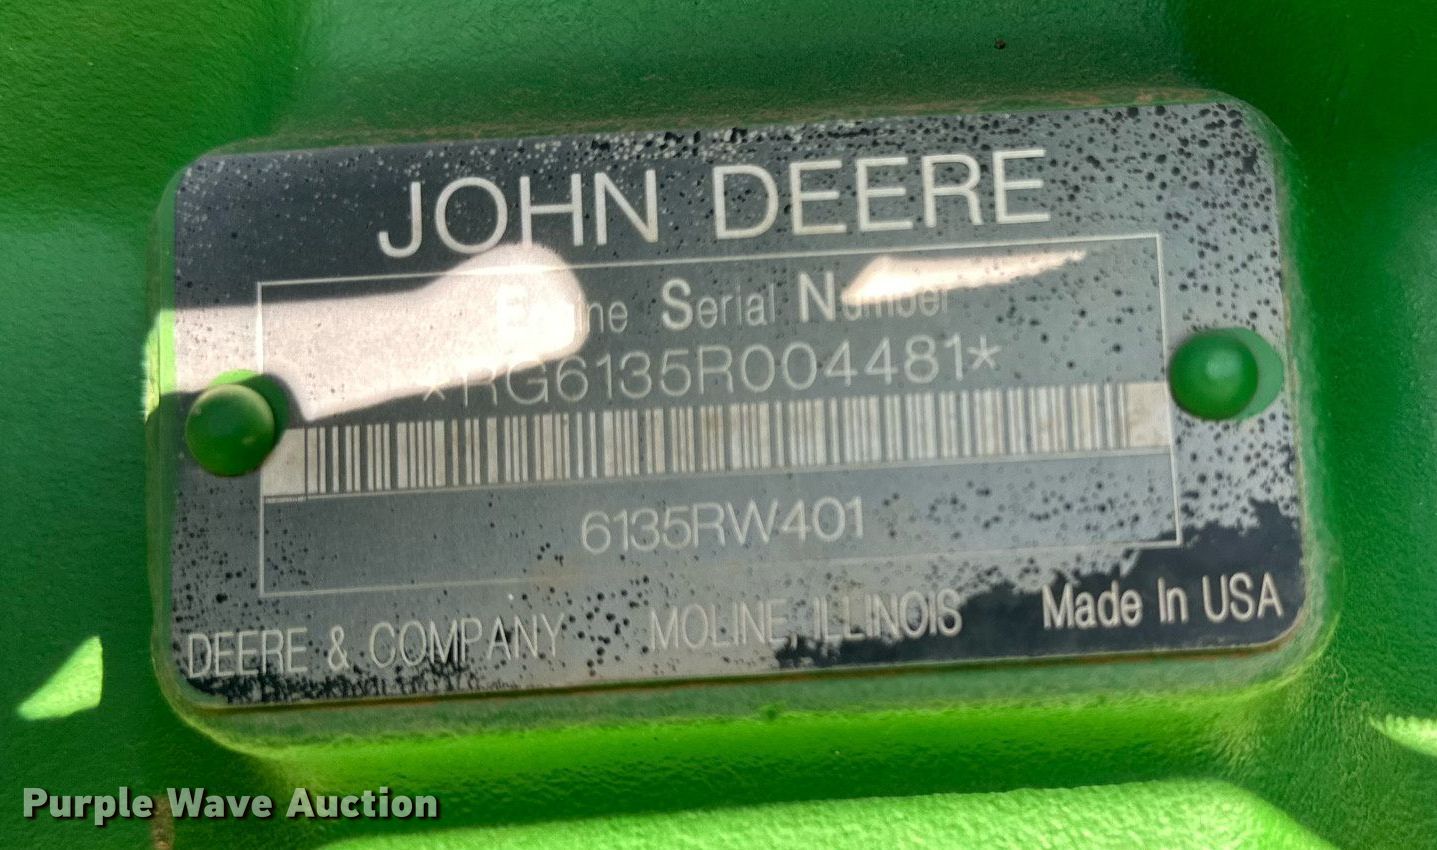 JOHN DEERE
Engine Serial Number
*RG6135R004481*
6135RW401
DEERE & COMPANY MOLINE, ILLINOIS Made In USA
Purple Wave Auction